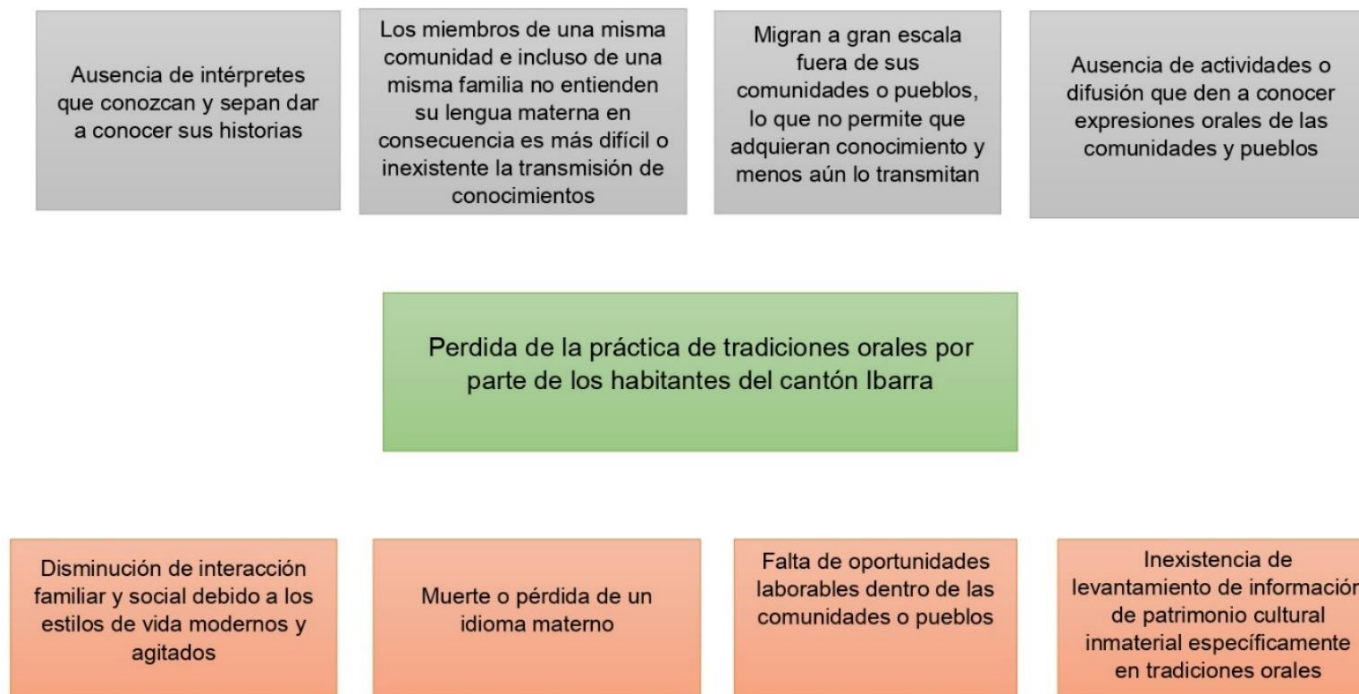 Ausencia de intérpretes
que conozcan y sepan dar
a conocer sus historias
Los miembros de una misma
comunidad e incluso de una
misma familia no entienden
su lengua materna en
consecuencia es más difícil o
inexistente la transmisión de
conocimientos
Migran a gran escala
fuera de sus
comunidades o pueblos,
lo que no permite que
adquieran conocimiento y
menos aún lo transmitan
Ausencia de actividades o
difusión que den a conocer
expresiones orales de las
comunidades y pueblos
Perdida de la práctica de tradiciones orales por
parte de los habitantes del cantón Ibarra
Disminución de interacción
familiar y social debido a los
estilos de vida modernos y
agitados
Muerte o pérdida de un
idioma materno
Falta de oportunidades
laborables dentro de las
comunidades o pueblos
Inexistencia de
levantamiento de información
de patrimonio cultural
inmaterial específicamente
en tradiciones orales